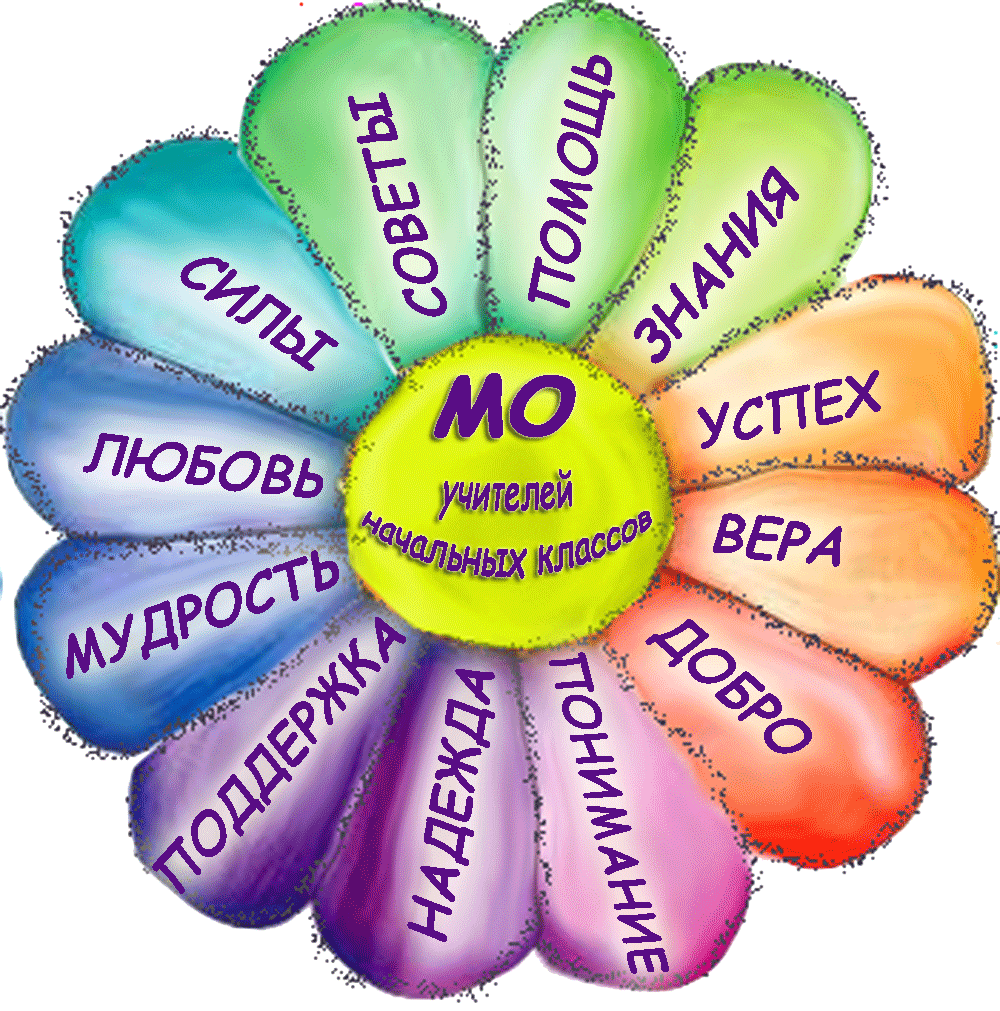 МО
учителей
начальных классов
СОВЕТЫ
ПОМОЩЬ
ЗНАНИЯ
УСПЕХ
ВЕРА
ДОБРО
ПОНИМАНИЕ
НАДЕЖДА
ПОДДЕРЖКА
МУДРОСТЬ
ЛЮБОВЬ
СИЛЫ